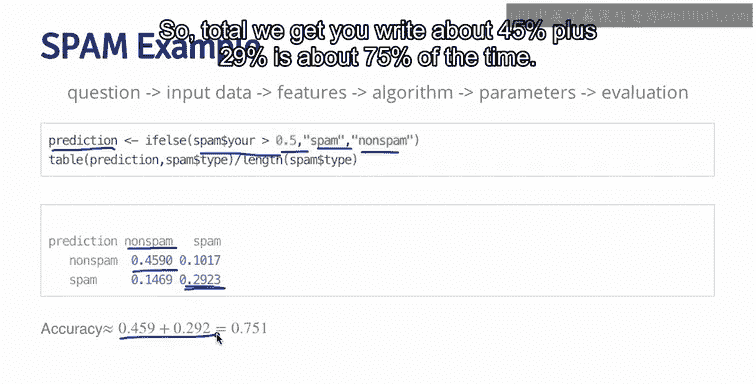 So, total we get you write about 45% plus
29% is about 75% of the time.
SPAM Example
question -> input data -> features -> algorithm -> parameters -> evaluation
prediction <- ifelse(spam$your > 0.5,"spam","nonspam")
table(prediction,spam$type)/length(spam$type)
prediction nonspam spam
nonspam 0.4590 0.1017
spam 0.1469 0.2923
Accuracy≈ 0.459 + 0.292 = 0.751